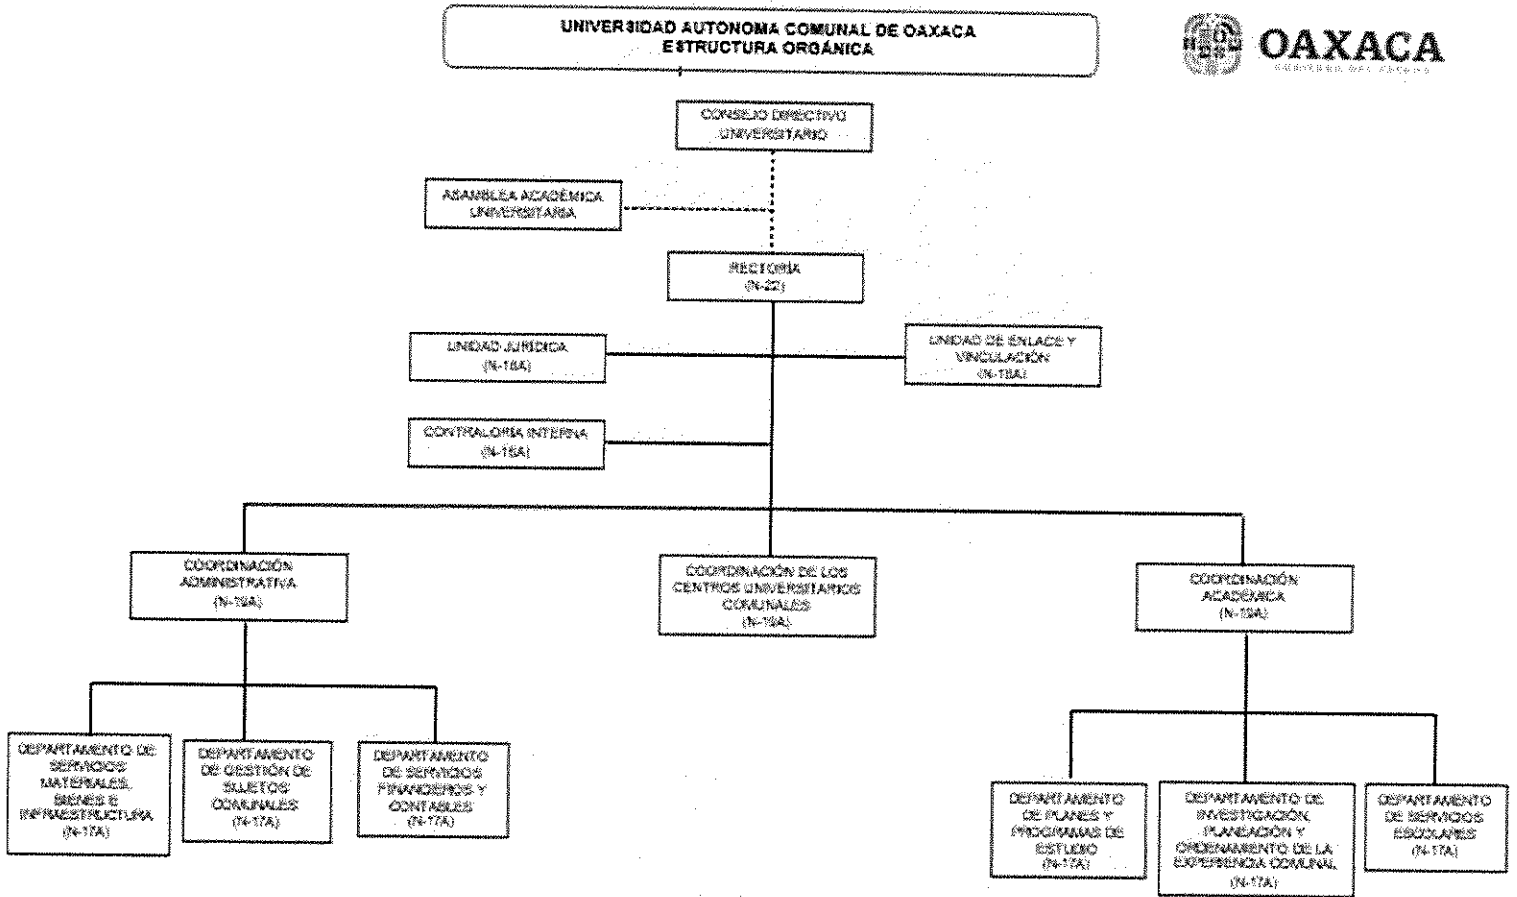 UNIVERSIDAD AUTONOMA COMUNAL DE OAXACA
ESTRUCTURA ORGÁNICA
OAXACA
GOBIERNO DEL ESTADO
CONSEJO DIRECTIVO
UNIVERSITARIO
ASAMBLEA ACADÉMICA
UNIVERSITARIA
RECTORÍA
(N-22)
UNIDAD JURÍDICA
(N-18A)
UNIDAD DE ENLACE Y
VINCULACIÓN
(N-18A)
CONTRALORÍA INTERNA
(N-18A)
COORDINACIÓN
ADMINISTRATIVA
(N-19A)
COORDINACIÓN DE LOS
CENTROS UNIVERSITARIOS
COMUNALES
(N-19A)
COORDINACIÓN
ACADÉMICA
(N-19A)
DEPARTAMENTO DE
SERVICIOS
MATERIALES,
BIENES E
INFRAESTRUCTURA
(N-17A)
DEPARTAMENTO
DE GESTIÓN DE
SUJETOS
COMUNALES
(N-17A)
DEPARTAMENTO
DE SERVICIOS
FINANCIEROS Y
CONTABLES
(N-17A)
DEPARTAMENTO
DE PLANES Y
PROGRAMAS DE
ESTUDIO
(N-17A)
DEPARTAMENTO DE
INVESTIGACIÓN,
PLANEACIÓN Y
ORDENAMIENTO DE LA
EXPERIENCIA COMUNAL
(N-17A)
DEPARTAMENTO
DE SERVICIOS
ESCOLARES
(N-17A)